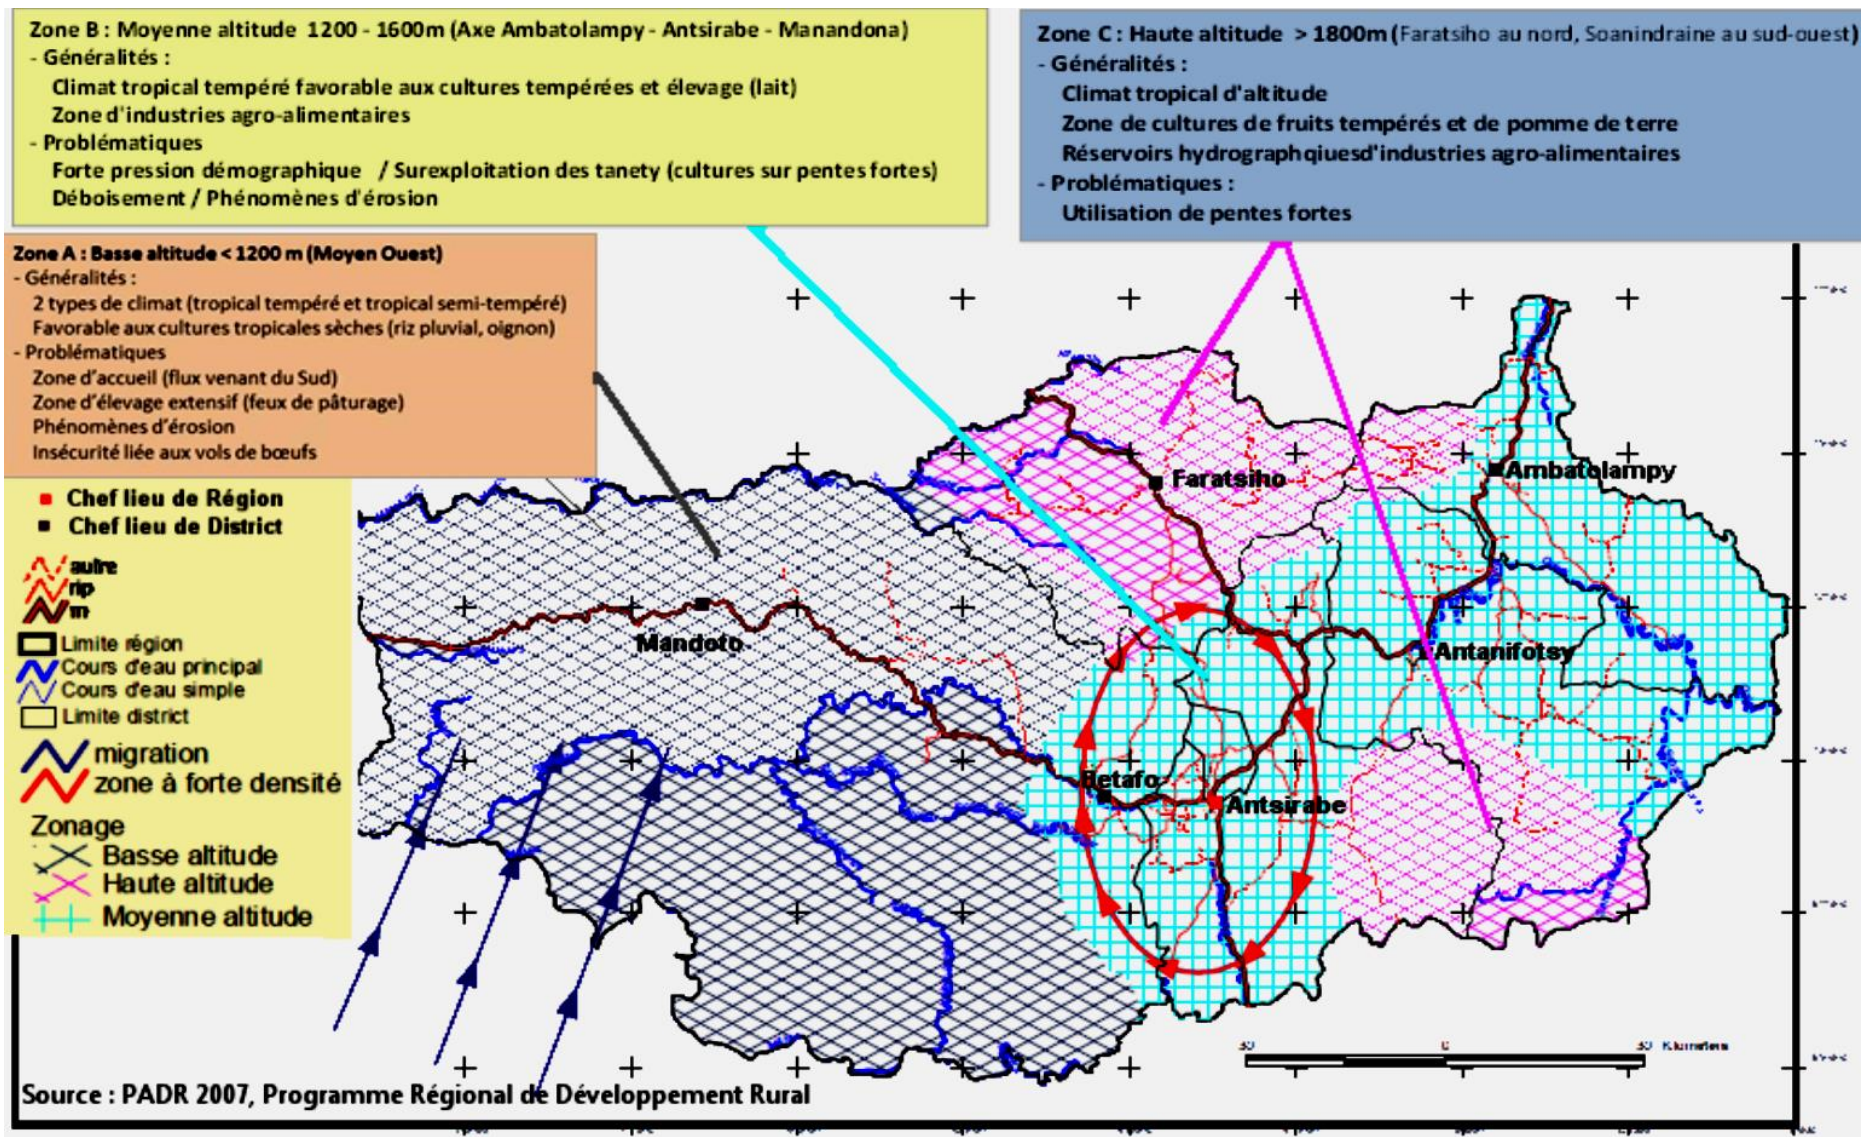 Zone B : Moyenne altitude 1200 - 1600m (Axe Ambatolampy - Antsirabe - Manandona)
- Généralités :
Climat tropical tempéré favorable aux cultures tempérées et élevage (lait)
Zone d'industries agro-alimentaires
- Problématiques
Forte pression démographique / Surexploitation des tanety (cultures sur pentes fortes)
Déboisement / Phénomènes d'érosion
Zone C : Haute altitude > 1800m (Faratsiho au nord, Soanindraine au sud-ouest)
- Généralités :
Climat tropical d'altitude
Zone de cultures de fruits tempérés et de pomme de terre
Réservoirs hydrographqiuesd'industries agro-alimentaires
- Problématiques :
Utilisation de pentes fortes
Zone A : Basse altitude < 1200 m (Moyen Ouest)
- Généralités :
2 types de climat (tropical tempéré et tropical semi-tempéré)
Favorable aux cultures tropicales sèches (riz pluvial, oignon)
- Problématiques
Zone d'accueil (flux venant du Sud)
Zone d'élevage extensif (feux de pâturage)
Phénomènes d'érosion
Insécurité liée aux vols de bœufs
Chef lieu de Région
Chef lieu de District
autre
rip
rn
Limite région
Cours d'eau principal
Cours d'eau simple
Limite district
migration
zone à forte densité
Zonage
Basse altitude
Haute altitude
Moyenne altitude
Faratsiho
Ambatolampy
Mandoto
Antanifotsy
Betafo
Antsirabe
30 0 30 Kilometers
Source : PADR 2007, Programme Régional de Développement Rural